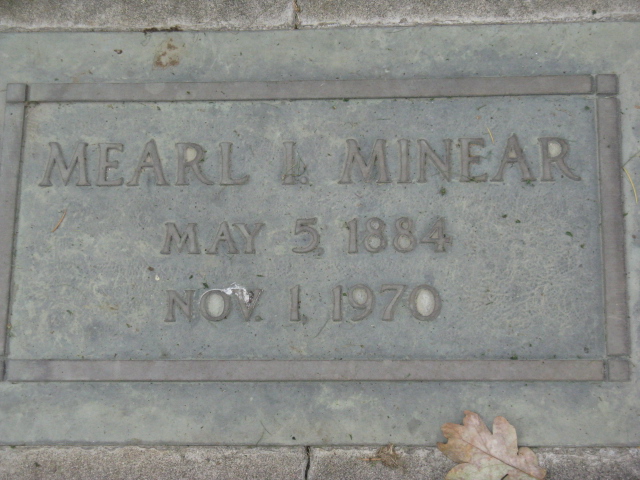 MEARL L MINEAR
MAY 5, 1884
NOV. 1, 1970